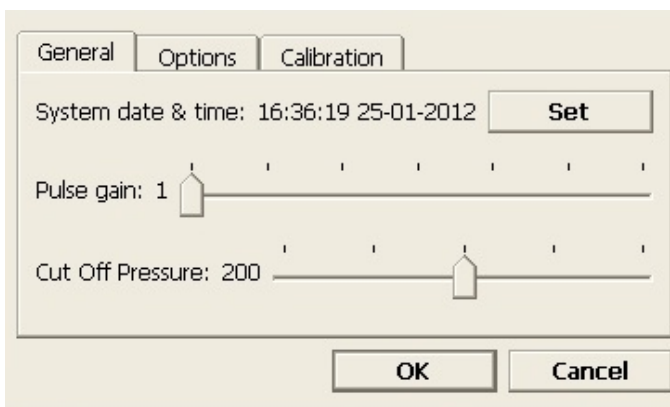 General Options Calibration
System date & time: 16:36:19 25-01-2012 Set
Pulse gain: 1
Cut Off Pressure: 200
OK Cancel